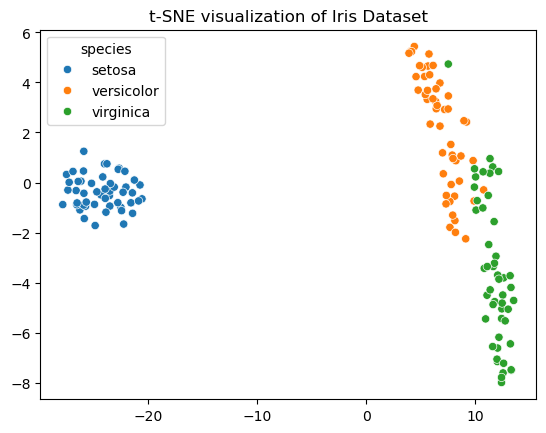 t-SNE visualization of Iris Dataset
species
setosa
versicolor
virginica
6
4
2
0
−2
−4
−6
−8
−20
−10
0
10